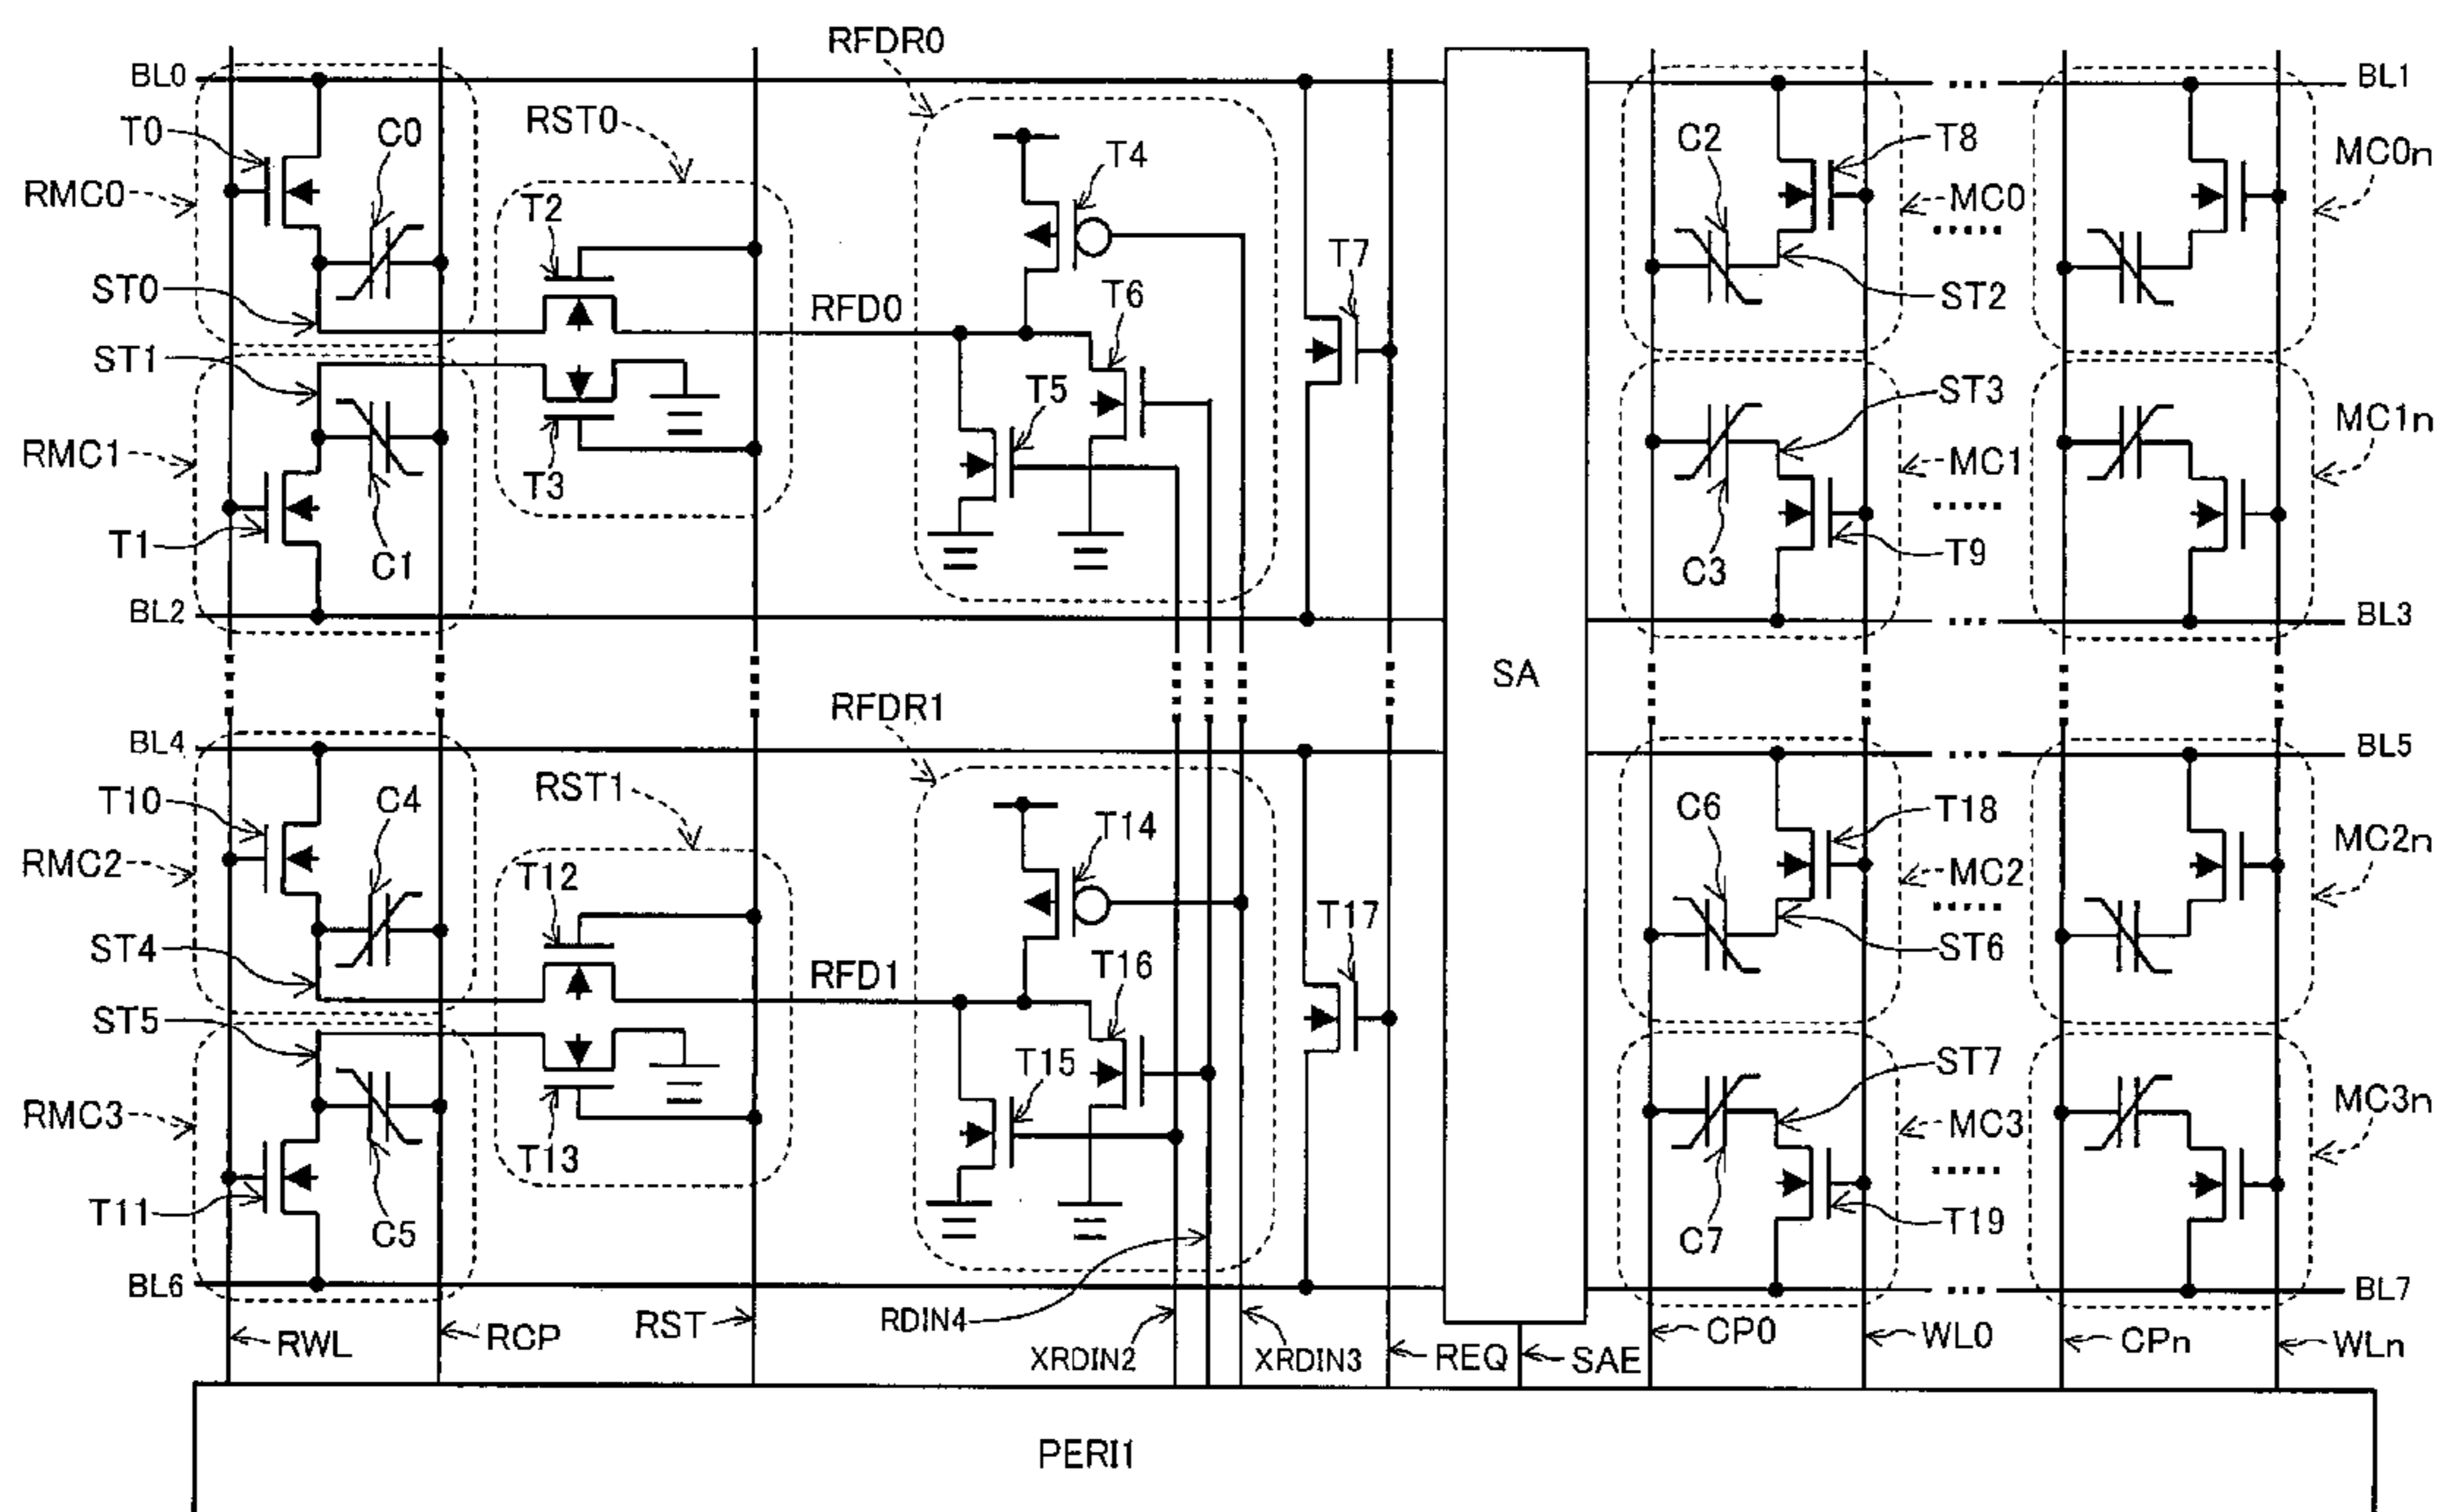 RFDR0
BL0
BL1
T0
C0
RST0
T4
C2
T8
MC0n
RMC0
T2
MC0
T7
ST0
RFD0
T6
ST2
ST1
T5
ST3
MC1n
RMC1
T3
MC1
T1
C1
C3
T9
BL2
BL3
SA
RFDR1
BL4
BL5
T10
C4
RST1
T14
C6
T18
MC2n
RMC2
T12
MC2
T17
ST4
RFD1
T16
ST6
ST5
T15
ST7
MC3n
RMC3
T13
MC3
T11
C5
C7
T19
BL6
BL7
RWL
RCP
RST
RDIN4
XRDIN2
XRDIN3
REQ
SAE
CP0
WL0
CPn
WLn
PERI1